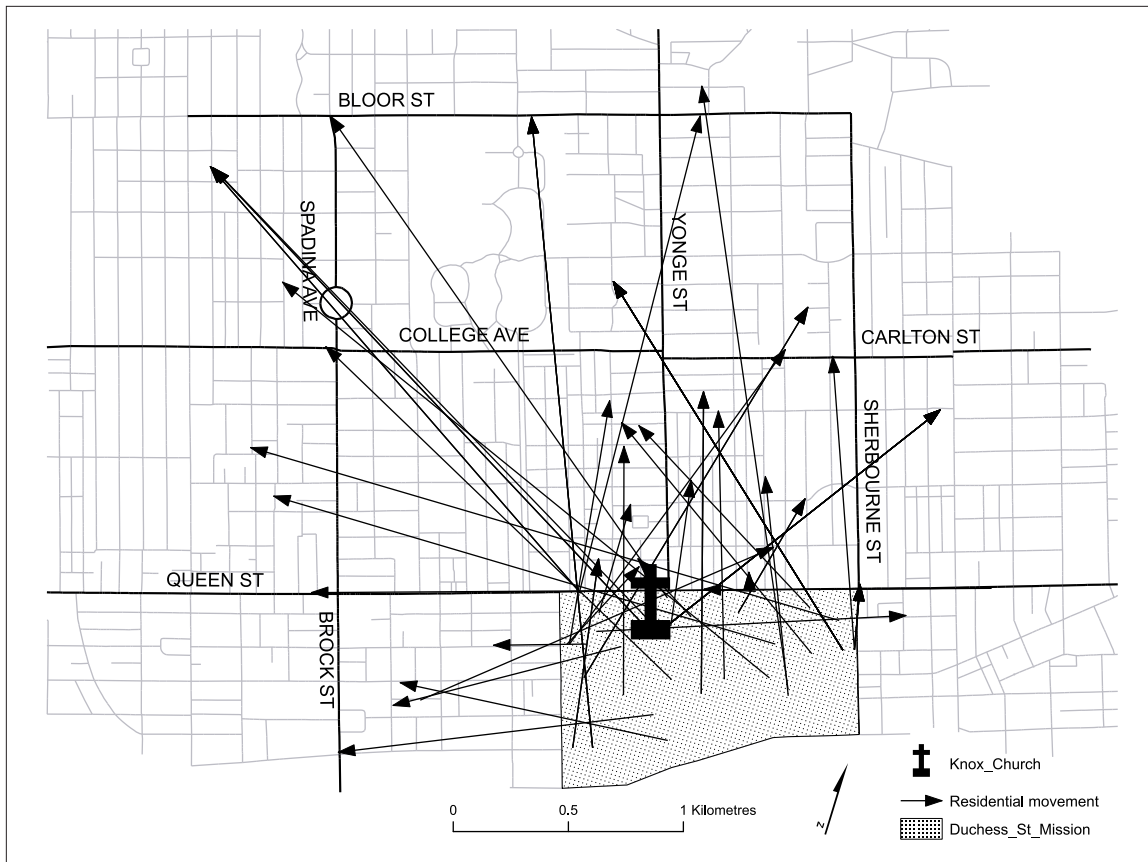 BLOOR ST
SPADINA AVE
YONGE ST
COLLEGE AVE
CARLTON ST
SHERBOURNE ST
QUEEN ST
BROCK ST
Knox_Church
0 0.5 1 Kilometres
Residential movement
z
Duchess_St_Mission